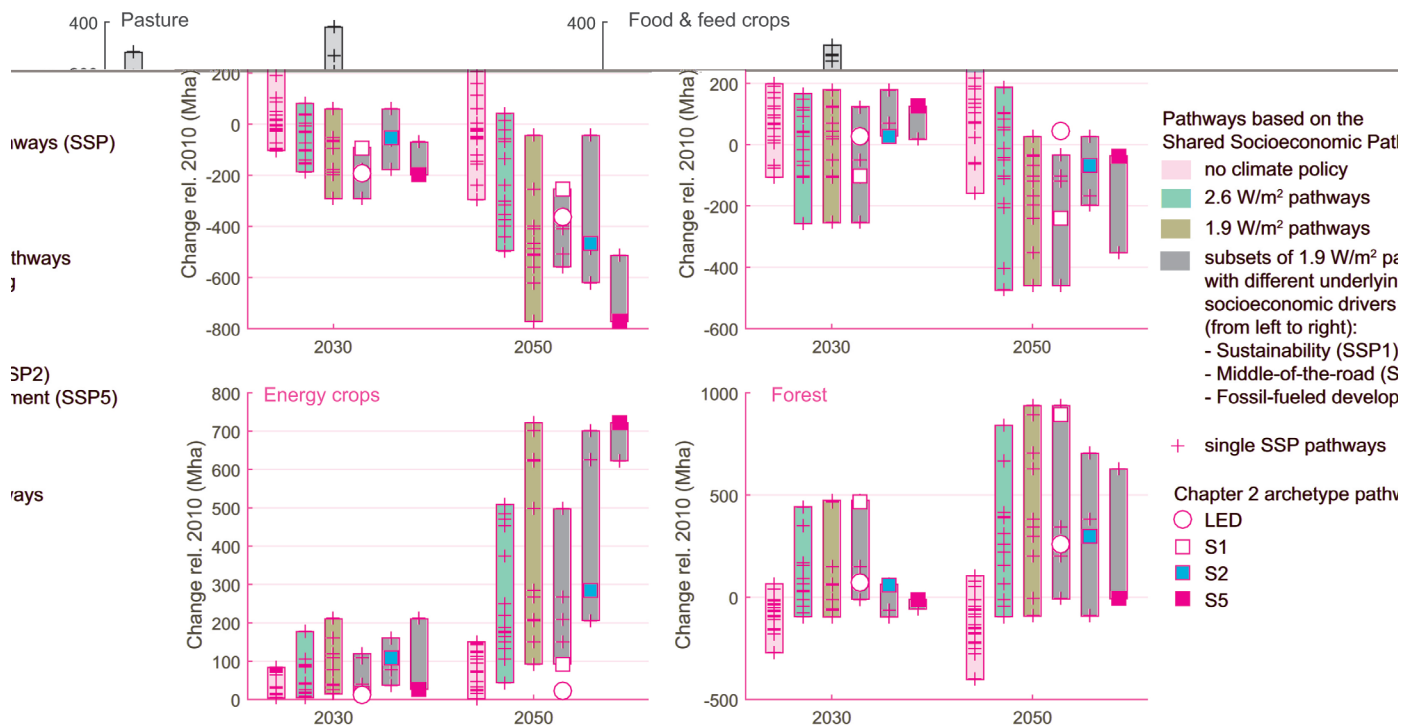 400
Pasture
400
Food & feed crops
200
0
-200
-400
-600
-800
Change rel. 2010 (Mha)
2030
2050
200
0
-200
-400
-600
Change rel. 2010 (Mha)
2030
2050
Energy crops
800
700
600
500
400
300
200
100
0
Change rel. 2010 (Mha)
2030
2050
Forest
1000
500
0
-500
Change rel. 2010 (Mha)
2030
2050
ways (SSP)
thways
g
SP2)
ment (SSP5)
ways
Pathways based on the
Shared Socioeconomic Pat
no climate policy
2.6 W/m² pathways
1.9 W/m² pathways
subsets of 1.9 W/m² pa
with different underlyin
socioeconomic drivers
(from left to right):
- Sustainability (SSP1)
- Middle-of-the-road (S
- Fossil-fueled develop
single SSP pathways
Chapter 2 archetype pathw
LED
S1
S2
S5